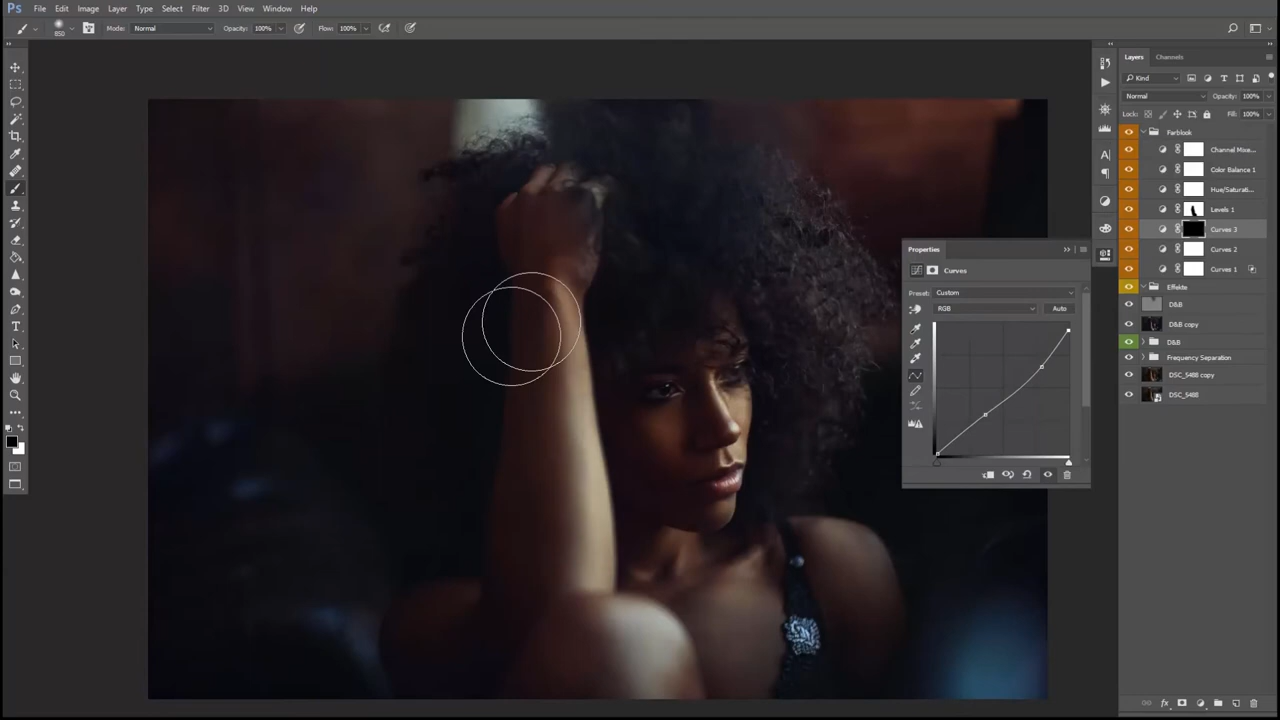 Ps File Edit Image Layer Type Select Filter 3D View Window Help
850 Mode: Normal Opacity: 100% Flow: 100%
Layers Channels
Kind
Normal Opacity: 100%
Lock: Fill: 100%
Farblook
Channel Mixe...
Color Balance 1
Hue/Saturati...
Levels 1
Curves 3
Curves 2
Curves 1
Effekte
D&B
D&B copy
D&B
Frequency Separation
DSC_5488 copy
DSC_5488
Properties
Curves
Preset: Custom
RGB Auto